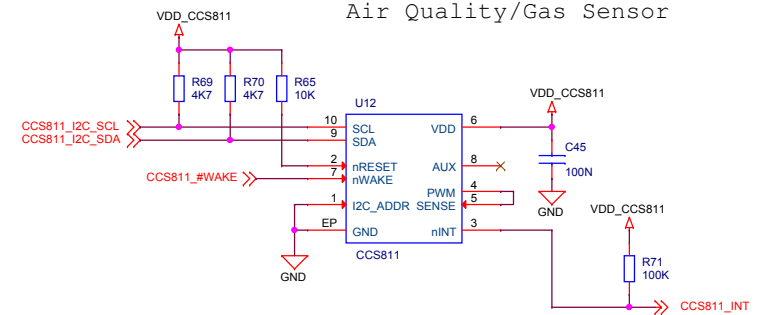 Air Quality/Gas Sensor
VDD_CCS811
R69
4K7
R70
4K7
R65
10K
U12
VDD_CCS811
CCS811_I2C_SCL
CCS811_I2C_SDA
10
9
SCL
SDA
VDD
6
C45
100N
2
7
nRESET
nWAKE
AUX
8
CCS811_#WAKE
PWM
4
1
I2C_ADDR
SENSE
5
GND
VDD_CCS811
EP
GND
nINT
3
CCS811
GND
R71
100K
CCS811_INT